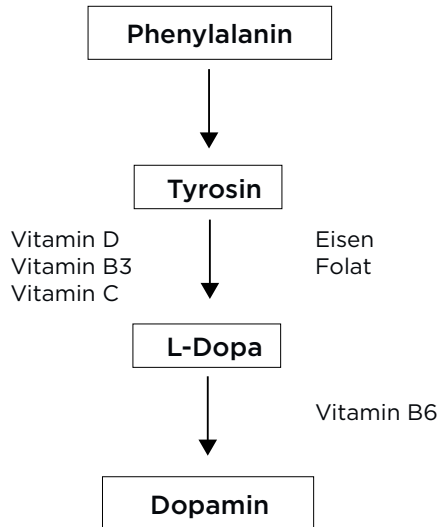 Phenylalanin
Tyrosin
Vitamin D
Vitamin B3
Vitamin C
Eisen
Folat
L-Dopa
Vitamin B6
Dopamin